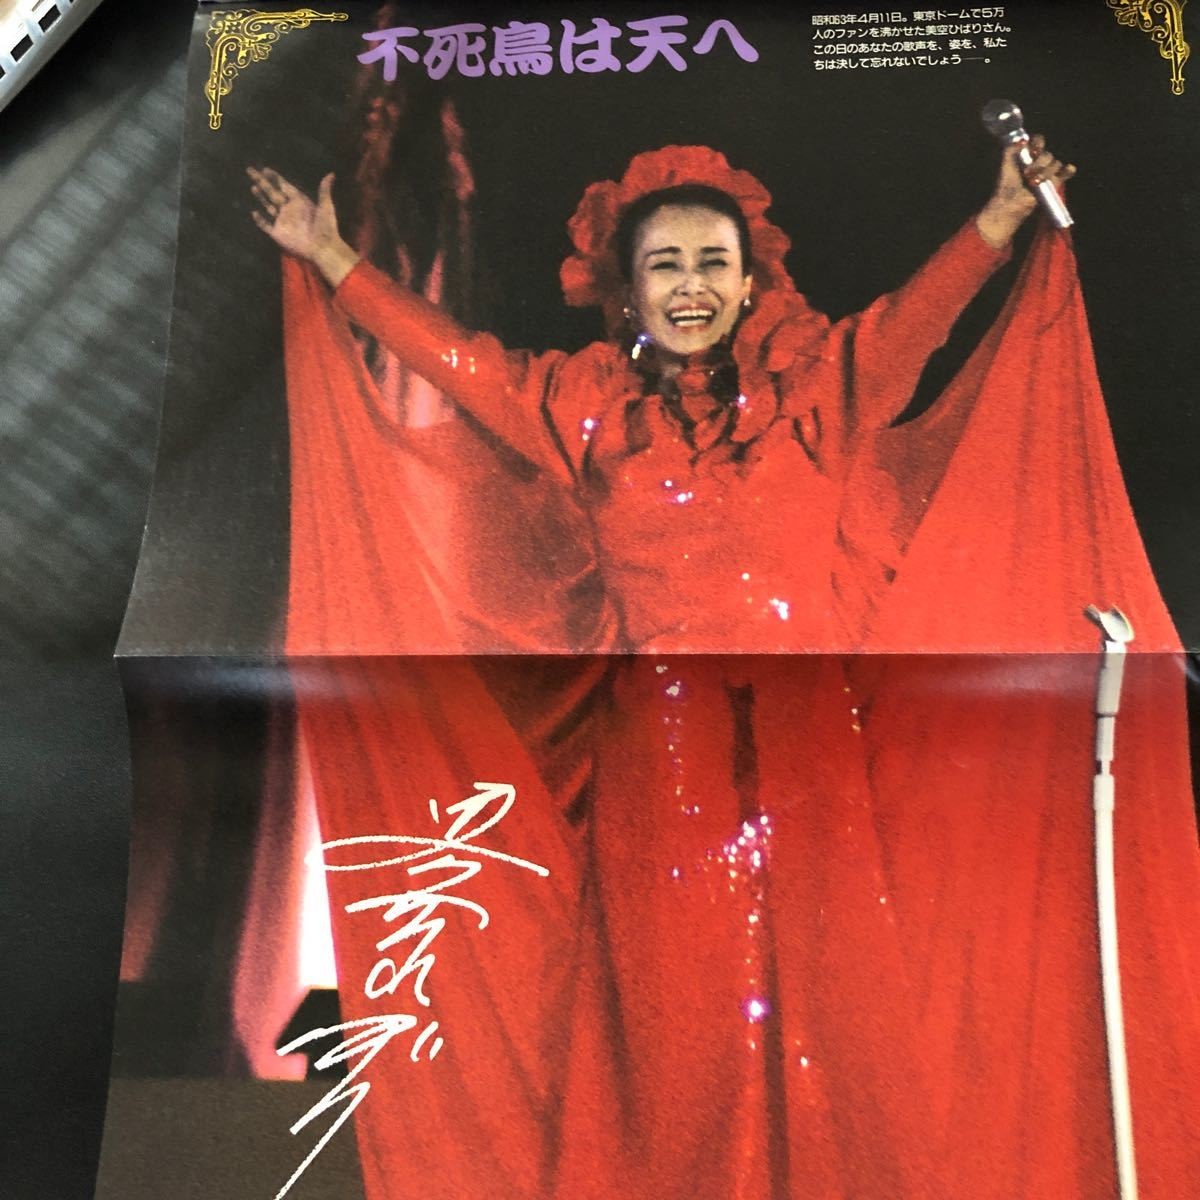 不死鳥は天へ
昭和63年4月11日。東京ドームで5万
人のファンを沸かせた美空ひばりさん。
この日のあなたの歌声を、姿を、私た
ちは決して忘れないでしょう──。